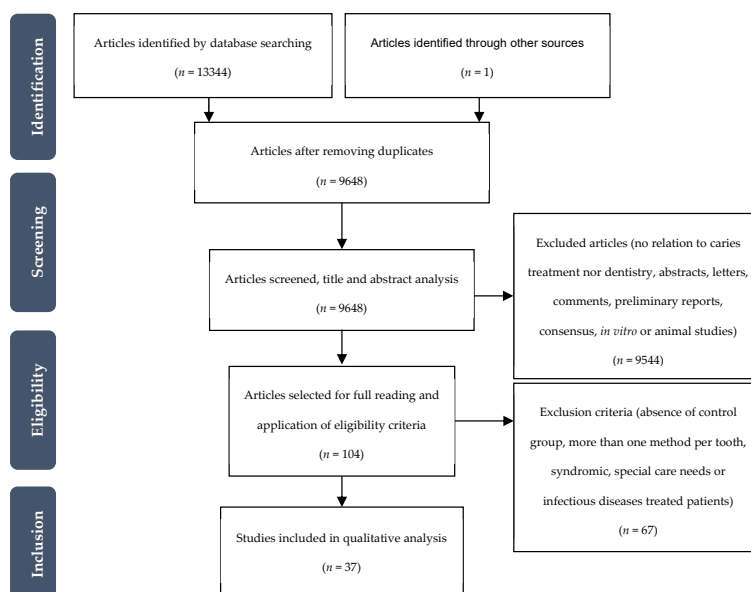 Identification
Articles identified by database searching
(n = 13344)
Articles identified through other sources
(n = 1)
Articles after removing duplicates
(n = 9648)
Screening
Articles screened, title and abstract analysis
(n = 9648)
Excluded articles (no relation to caries
treatment nor dentistry, abstracts, letters,
comments, preliminary reports,
consensus, in vitro or animal studies)
(n = 9544)
Eligibility
Articles selected for full reading and
application of eligibility criteria
(n = 104)
Exclusion criteria (absence of control
group, more than one method per tooth,
syndromic, special care needs or
infectious diseases treated patients)
(n = 67)
Inclusion
Studies included in qualitative analysis
(n = 37)